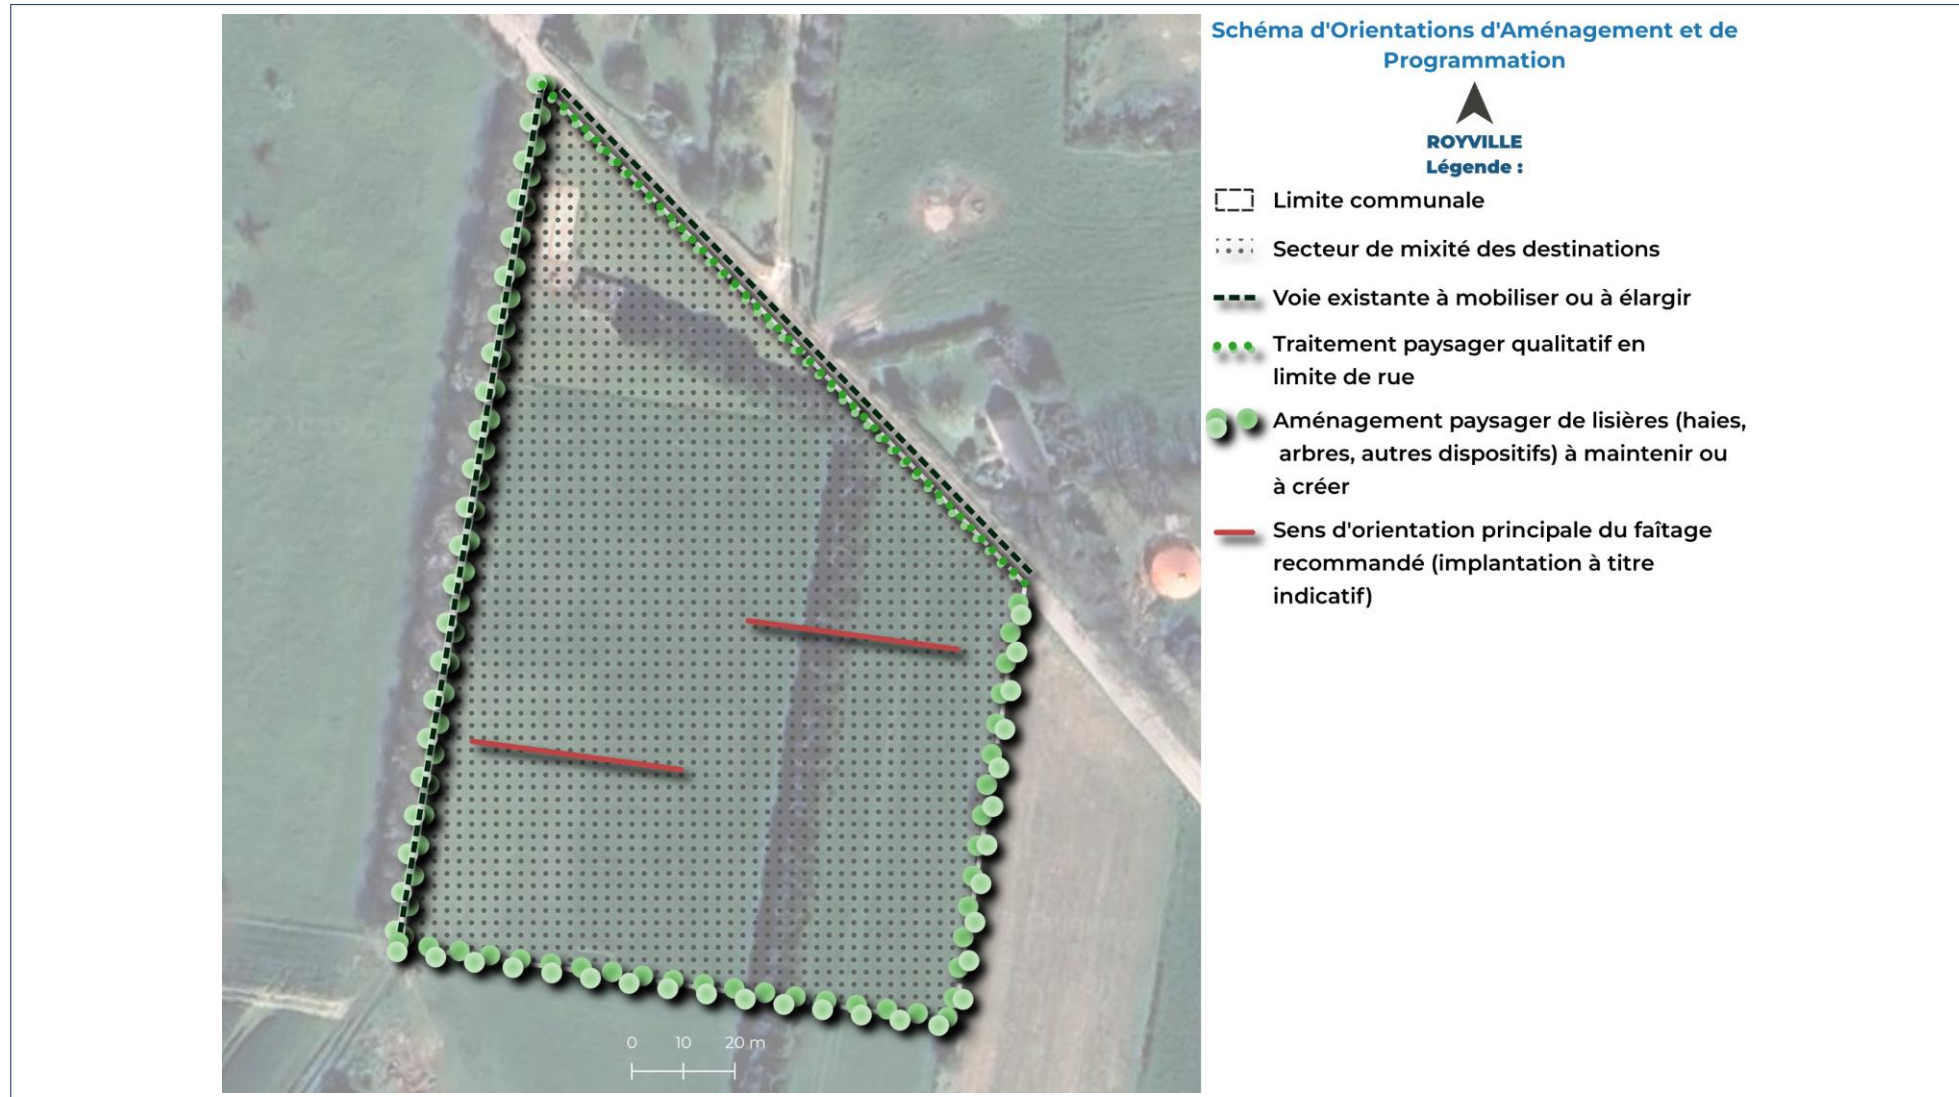 Schéma d'Orientations d'Aménagement et de
Programmation
ROYVILLE
Légende :
Limite communale
Secteur de mixité des destinations
Voie existante à mobiliser ou à élargir
Traitement paysager qualitatif en
limite de rue
Aménagement paysager de lisières (haies,
arbres, autres dispositifs) à maintenir ou
à créer
Sens d'orientation principale du faîtage
recommandé (implantation à titre
indicatif)
0 10 20 m